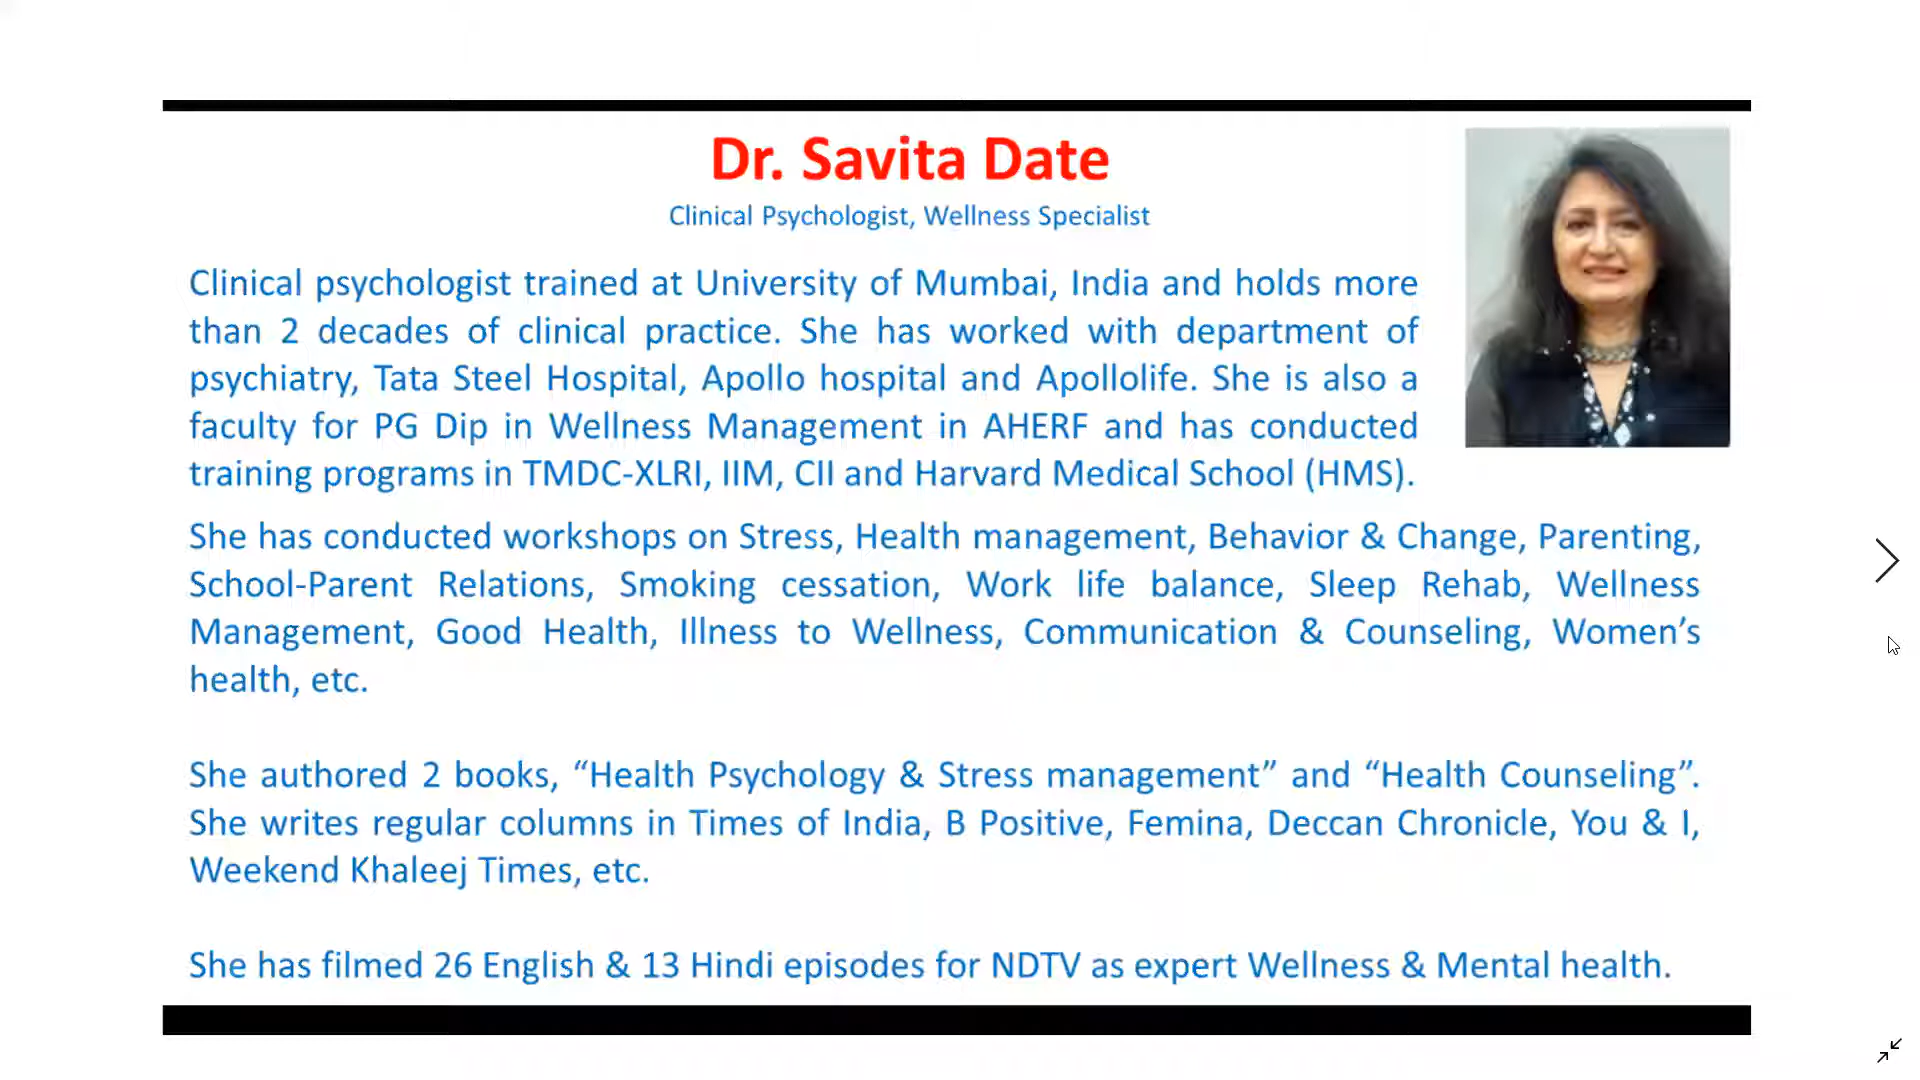 Dr. Savita Date
Clinical Psychologist, Wellness Specialist
Clinical psychologist trained at University of Mumbai, India and holds more
than 2 decades of clinical practice. She has worked with department of
psychiatry, Tata Steel Hospital, Apollo hospital and Apollolife. She is also a
faculty for PG Dip in Wellness Management in AHERF and has conducted
training programs in TMDC-XLRI, IIM, CII and Harvard Medical School (HMS).
She has conducted workshops on Stress, Health management, Behavior & Change, Parenting,
School-Parent Relations, Smoking cessation, Work life balance, Sleep Rehab, Wellness
Management, Good Health, Illness to Wellness, Communication & Counseling, Women’s
health, etc.
She authored 2 books, “Health Psychology & Stress management” and “Health Counseling”.
She writes regular columns in Times of India, B Positive, Femina, Deccan Chronicle, You & I,
Weekend Khaleej Times, etc.
She has filmed 26 English & 13 Hindi episodes for NDTV as expert Wellness & Mental health.